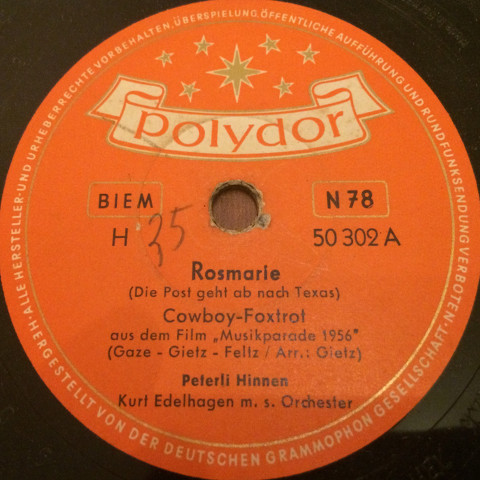 ALLE HERSTELLER- UND URHEBERRECHTE VORBEHALTEN, ÜBERSPIELUNG, ÖFFENTLICHE AUFFÜHRUNG UND RUNDFUNKSENDUNG VERBOTEN.
polydor
BIEM
N 78
H
35
50 302 A
Rosmarie
(Die Post geht ab nach Texas)
Cowboy-Foxtrot
aus dem Film „Musikparade 1956"
(Gaze - Gietz - Feltz / Arr.: Gietz)
Peterli Hinnen
Kurt Edelhagen m. s. Orchester
HERGESTELLT VON DER DEUTSCHEN GRAMMOPHON GESELLSCHAFT